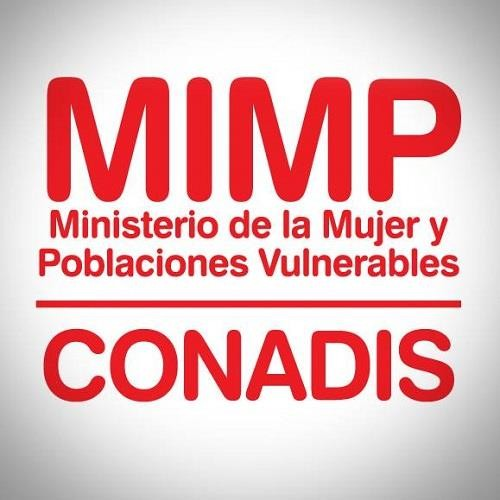 MIMP
Ministerio de la Mujer y
Poblaciones Vulnerables
CONADIS